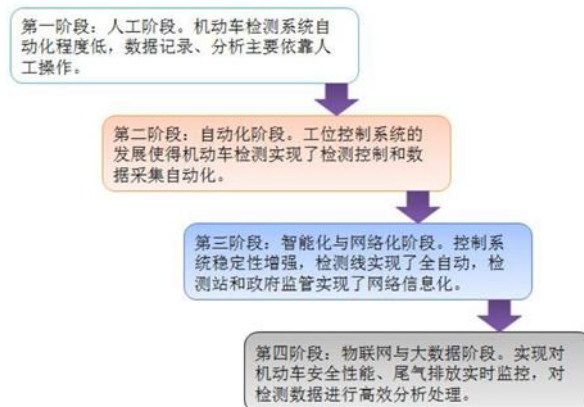 第一阶段：人工阶段。机动车检测系统自
动化程度低，数据记录、分析主要依靠人
工操作。
第二阶段：自动化阶段。工位控制系统的
发展使得机动车检测实现了检测控制和数
据采集自动化。
第三阶段：智能化与网络化阶段。控制系
统稳定性增强，检测线实现了全自动，检
测站和政府监管实现了网络信息化。
第四阶段：物联网与大数据阶段。实现对
机动车安全性能、尾气排放实时监控，对
检测数据进行高效分析处理。